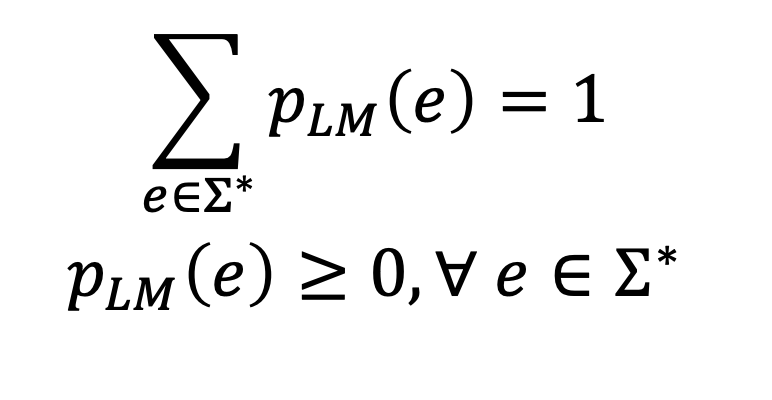 ∑_{e∈Σ*} p_{LM}(e) = 1
p_{LM}(e) ≥ 0, ∀ e ∈ Σ*